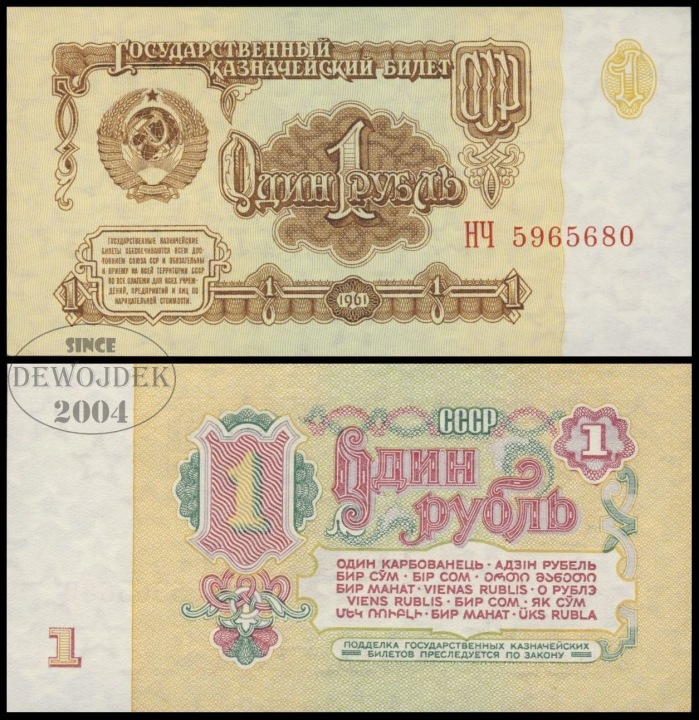 Государственный
казначейский билет
СССР
1
Один 1 рубль
НЧ 5965680
ГОСУДАРСТВЕННЫЕ КАЗНАЧЕЙСКИЕ
БИЛЕТЫ ОБЕСПЕЧИВАЮТСЯ ВСЕМ ДОС-
ТОЯНИЕМ СОЮЗА ССР И ОБЯЗАТЕЛЬНЫ
К ПРИЕМУ НА ВСЕЙ ТЕРРИТОРИИ СССР
ВО ВСЕ ПЛАТЕЖИ ДЛЯ ВСЕХ УЧРЕЖ-
ДЕНИЙ, ПРЕДПРИЯТИЙ И ЛИЦ ПО
НАРИЦАТЕЛЬНОЙ СТОИМОСТИ.
1 1 1961 1 1
SINCE
DEWOJDEK
2004
СССР
1 Один 1
рубль
ОДИН КАРБОВАНЕЦЬ · АДЗІН РУБЕЛЬ
БИР СЎМ · БІР СОМ · ᲔᲠᲗᲘ ᲛᲐᲜᲔᲗᲘ
БИР МАНАТ · VIENAS RUBLIS · О РУБЛЭ
VIENS RUBLIS · БИР СОМ · ЯК СЎМ
ՄԵԿ ՌՈՒԲԼԻ · БИР МАНАТ · ÜKS RUBLA
ПОДДЕЛКА ГОСУДАРСТВЕННЫХ КАЗНАЧЕЙСКИХ
БИЛЕТОВ ПРЕСЛЕДУЕТСЯ ПО ЗАКОНУ
1